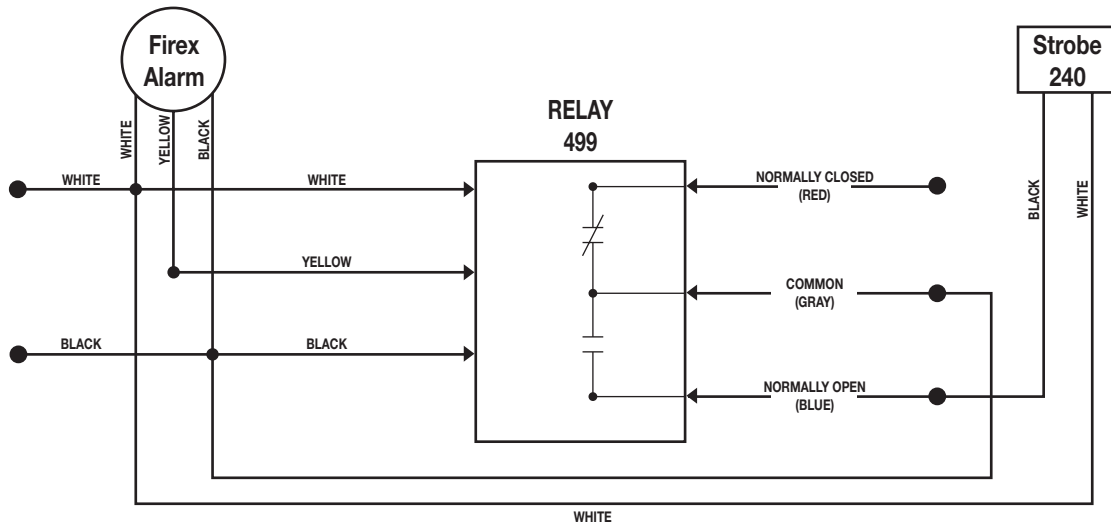 Firex
Alarm
Strobe
240
RELAY
499
WHITE
YELLOW
BLACK
WHITE
WHITE
NORMALLY CLOSED
(RED)
BLACK
WHITE
YELLOW
COMMON
(GRAY)
BLACK
BLACK
NORMALLY OPEN
(BLUE)
WHITE